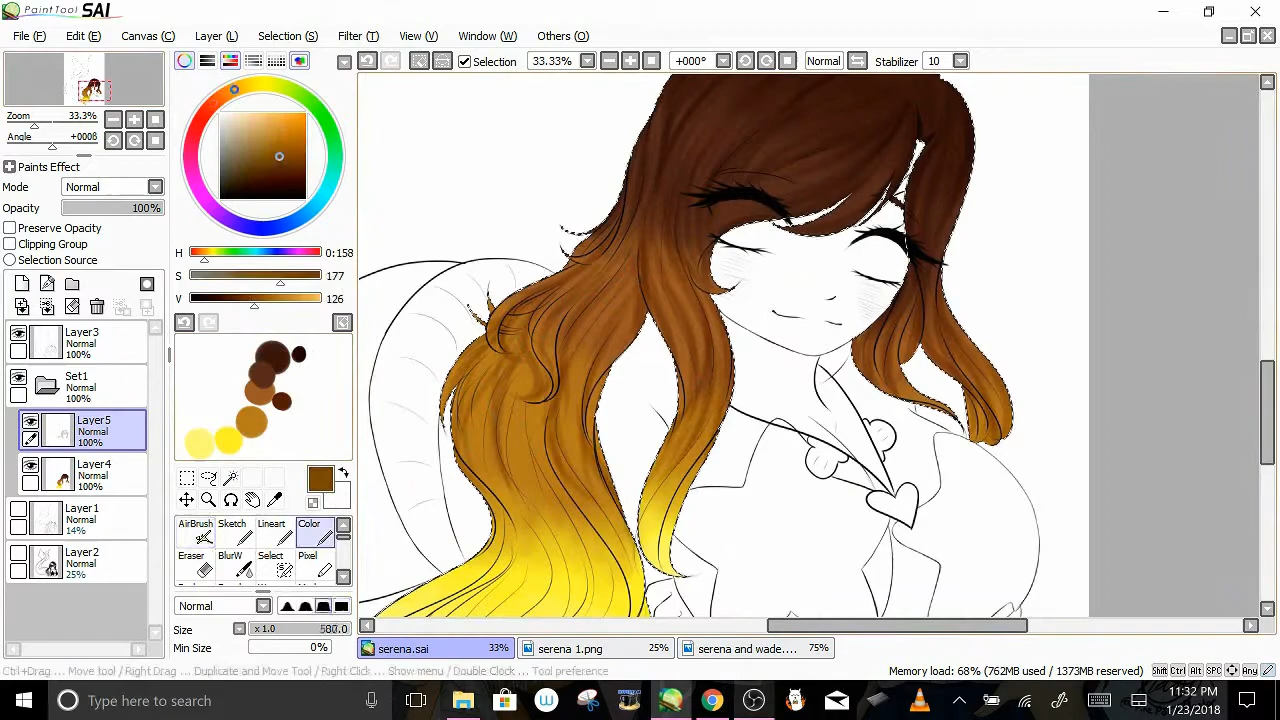 PaintTool SAI
File (F) Edit (E) Canvas (C) Layer (L) Selection (S) Filter (T) View (V) Window (W) Others (O)
Selection 33.33% +000° Normal Stabilizer 10
Zoom 33.3%
Angle +000ß
Paints Effect
Mode Normal
Opacity 100%
Preserve Opacity
Clipping Group
Selection Source
Layer3
Normal
100%
Set1
Normal
100%
Layer5
Normal
100%
Layer4
Normal
100%
Layer1
Normal
14%
Layer2
Normal
25%
H 0:158
S 177
V 126
AirBrush Sketch Lineart Color
Eraser BlurW Select Pixel
Normal
Size x 1.0 580.0
Min Size 0%
serena.sai 33% serena 1.png 25% serena and wade.... 75%
Ctrl+Drag ... Move tool / Right Drag ... Duplicate and Move Tool / Right Click ... Show menu / Double Click ... Tool preference
Memory load: 68% (762MB used / 1373MB reserved) Shift Ctrl Alt Any
Type here to search
11:32 PM
1/23/2018